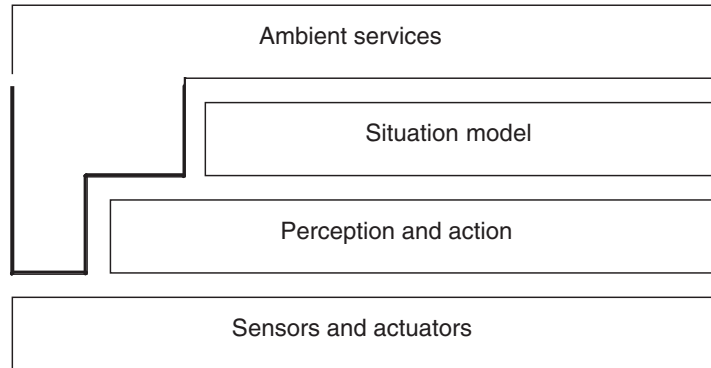 Ambient services
Situation model
Perception and action
Sensors and actuators